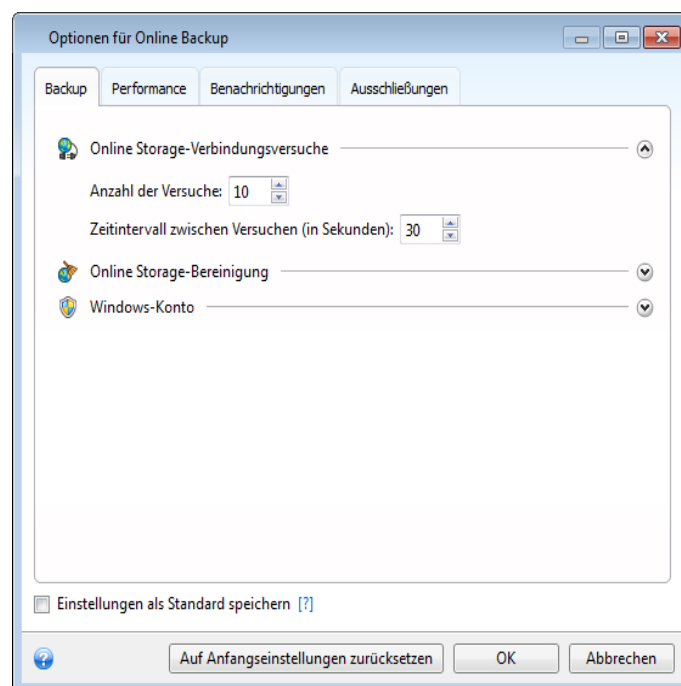 Optionen für Online Backup
Backup Performance Benachrichtigungen Ausschließungen
Online Storage-Verbindungsversuche
Anzahl der Versuche: 10
Zeitintervall zwischen Versuchen (in Sekunden): 30
Online Storage-Bereinigung
Windows-Konto
Einstellungen als Standard speichern [?]
Auf Anfangseinstellungen zurücksetzen OK Abbrechen